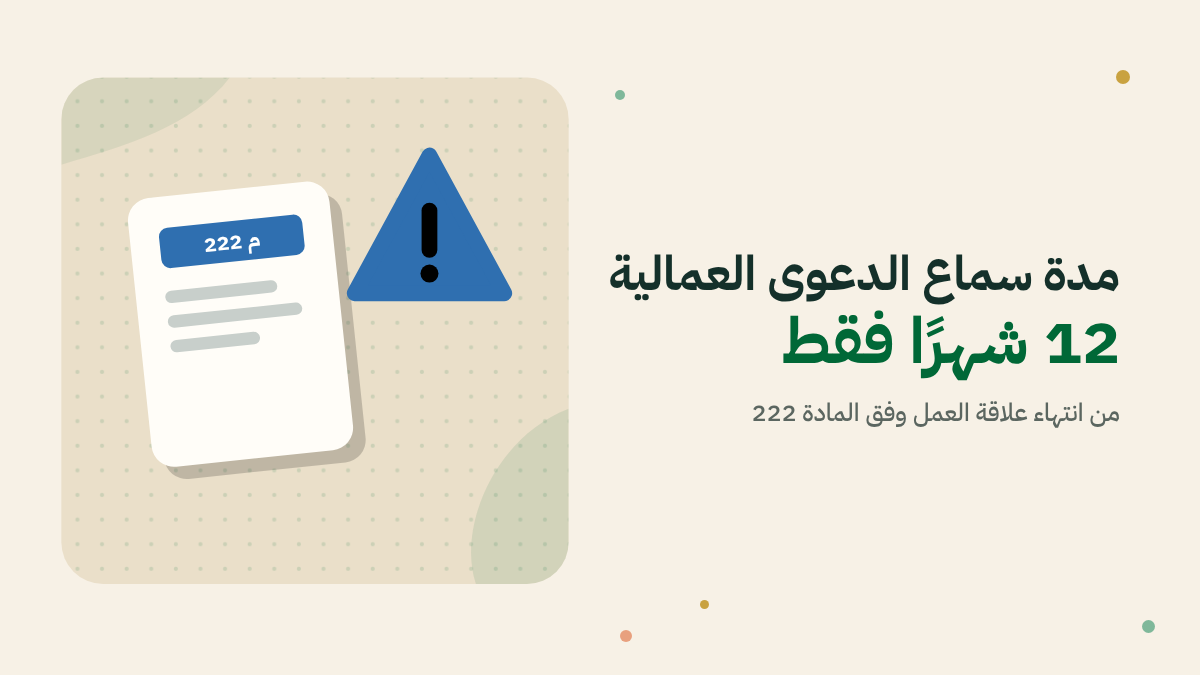 مدة سماع الدعوى العمالية
12 شهرًا فقط
من انتهاء علاقة العمل وفق المادة 222
م 222